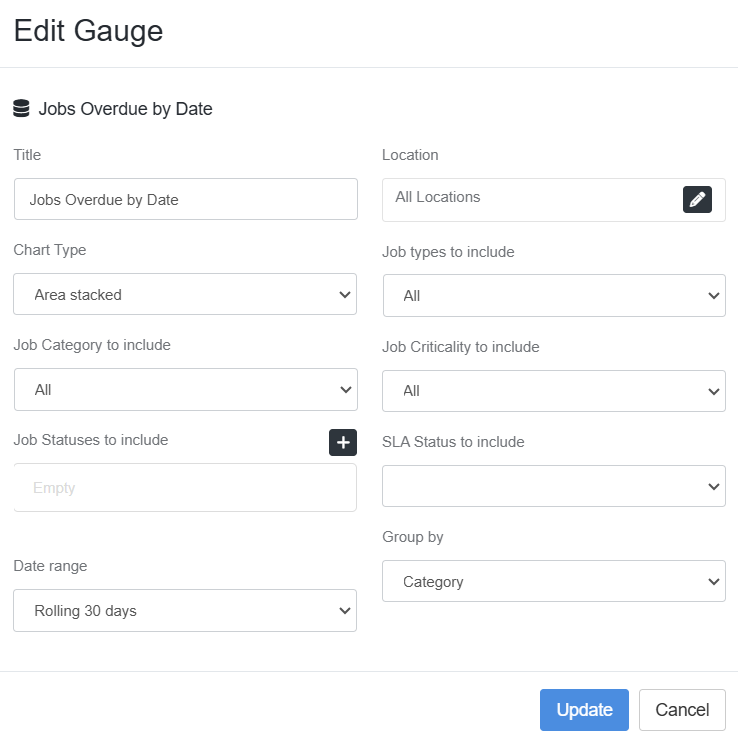 Edit Gauge
Jobs Overdue by Date
Title
Location
Jobs Overdue by Date
All Locations
Chart Type
Job types to include
Area stacked
All
Job Category to include
Job Criticality to include
All
All
Job Statuses to include
SLA Status to include
Empty
Group by
Date range
Category
Rolling 30 days
Update
Cancel